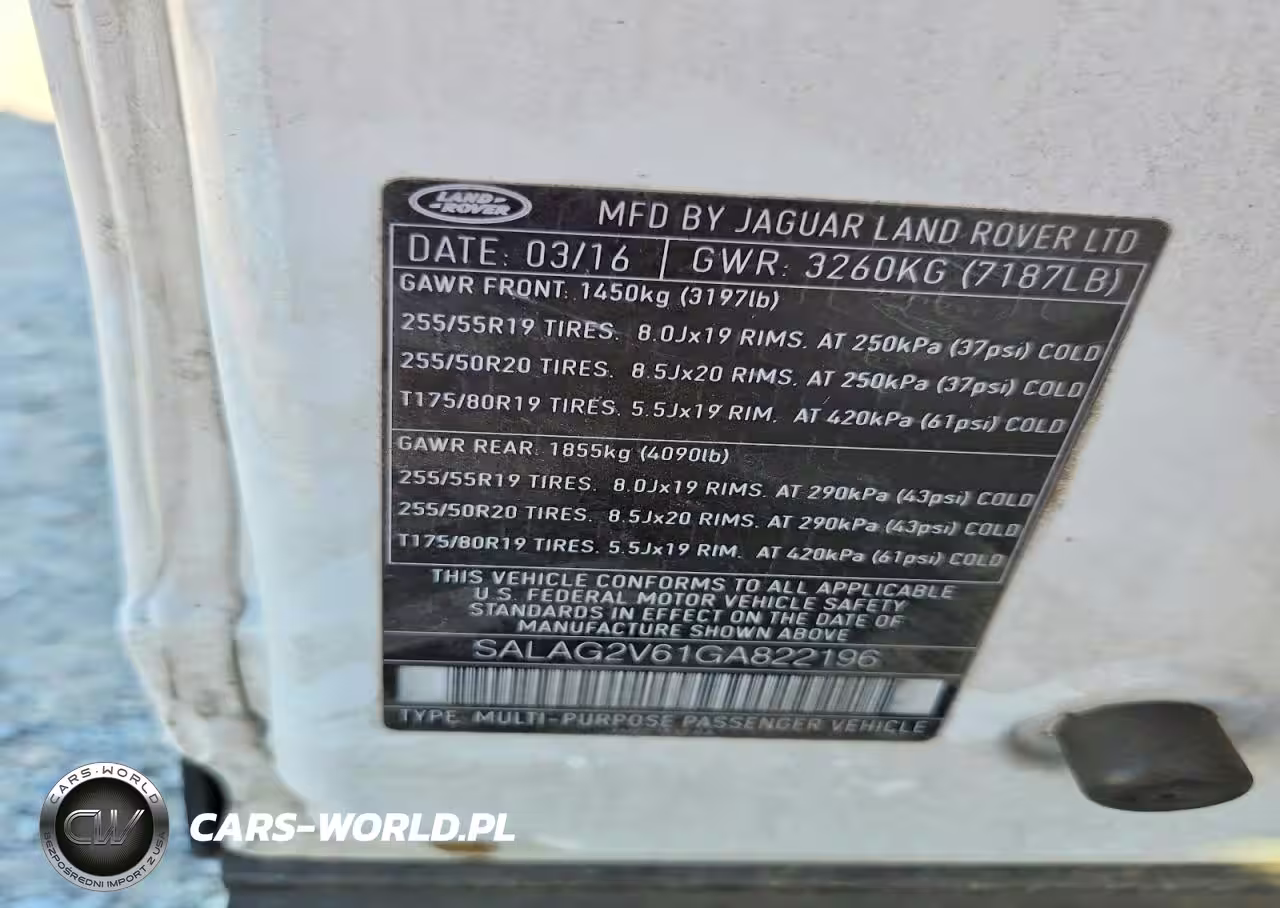 LAND ROVER
MFD BY JAGUAR LAND ROVER LTD
DATE: 03/16 GWR: 3260KG (7187LB)
GAWR FRONT: 1450kg (3197lb)
255/55R19 TIRES. 8.0Jx19 RIMS. AT 250kPa (37psi) COLD
255/50R20 TIRES. 8.5Jx20 RIMS. AT 250kPa (37psi) COLD
T175/80R19 TIRES. 5.5Jx19 RIM. AT 420kPa (61psi) COLD
GAWR REAR: 1855kg (4090lb)
255/55R19 TIRES. 8.0Jx19 RIMS. AT 290kPa (43psi) COLD
255/50R20 TIRES. 8.5Jx20 RIMS. AT 290kPa (43psi) COLD
T175/80R19 TIRES. 5.5Jx19 RIM. AT 420kPa (61psi) COLD
THIS VEHICLE CONFORMS TO ALL APPLICABLE
U.S. FEDERAL MOTOR VEHICLE SAFETY
STANDARDS IN EFFECT ON THE DATE OF
MANUFACTURE SHOWN ABOVE
SALAG2V61GA822196
TYPE: MULTI-PURPOSE PASSENGER VEHICLE
CARS-WORLD
CW
BEZPOŚREDNI IMPORT Z USA
CARS-WORLD.PL